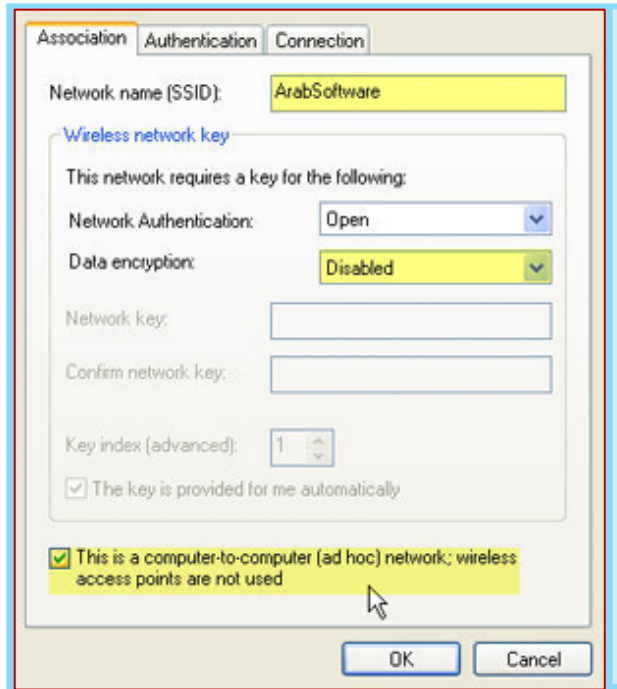 Association Authentication Connection
Network name (SSID): ArabSoftware
Wireless network key
This network requires a key for the following:
Network Authentication: Open
Data encryption: Disabled
Network key:
Confirm network key:
Key index (advanced): 1
The key is provided for me automatically
This is a computer-to-computer (ad hoc) network; wireless
access points are not used
OK Cancel